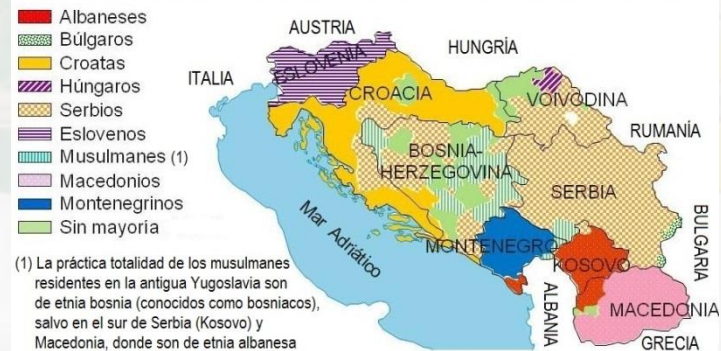 Albaneses
Búlgaros
Croatas
Húngaros
Serbios
Eslovenos
Musulmanes (1)
Macedonios
Montenegrinos
Sin mayoría
(1) La práctica totalidad de los musulmanes
residentes en la antigua Yugoslavia son
de etnia bosnia (conocidos como bosniacos),
salvo en el sur de Serbia (Kosovo) y
Macedonia, donde son de etnia albanesa
AUSTRIA
HUNGRÍA
ITALIA
ESLOVENIA
CROACIA
VOIVODINA
RUMANÍA
BOSNIA-
HERZEGOVINA
SERBIA
Mar Adriático
MONTENEGRO
KOSOVO
BULGARIA
ALBANIA
MACEDONIA
GRECIA